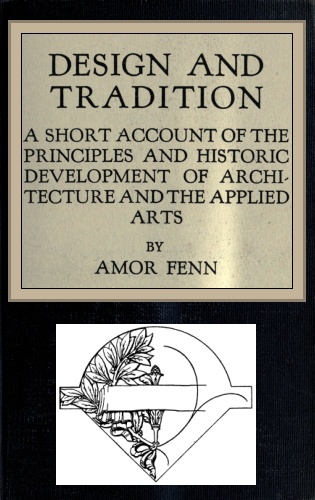 DESIGN AND
TRADITION
A SHORT ACCOUNT OF THE
PRINCIPLES AND HISTORIC
DEVELOPMENT OF ARCHI-
TECTURE AND THE APPLIED
ARTS
BY
AMOR FENN